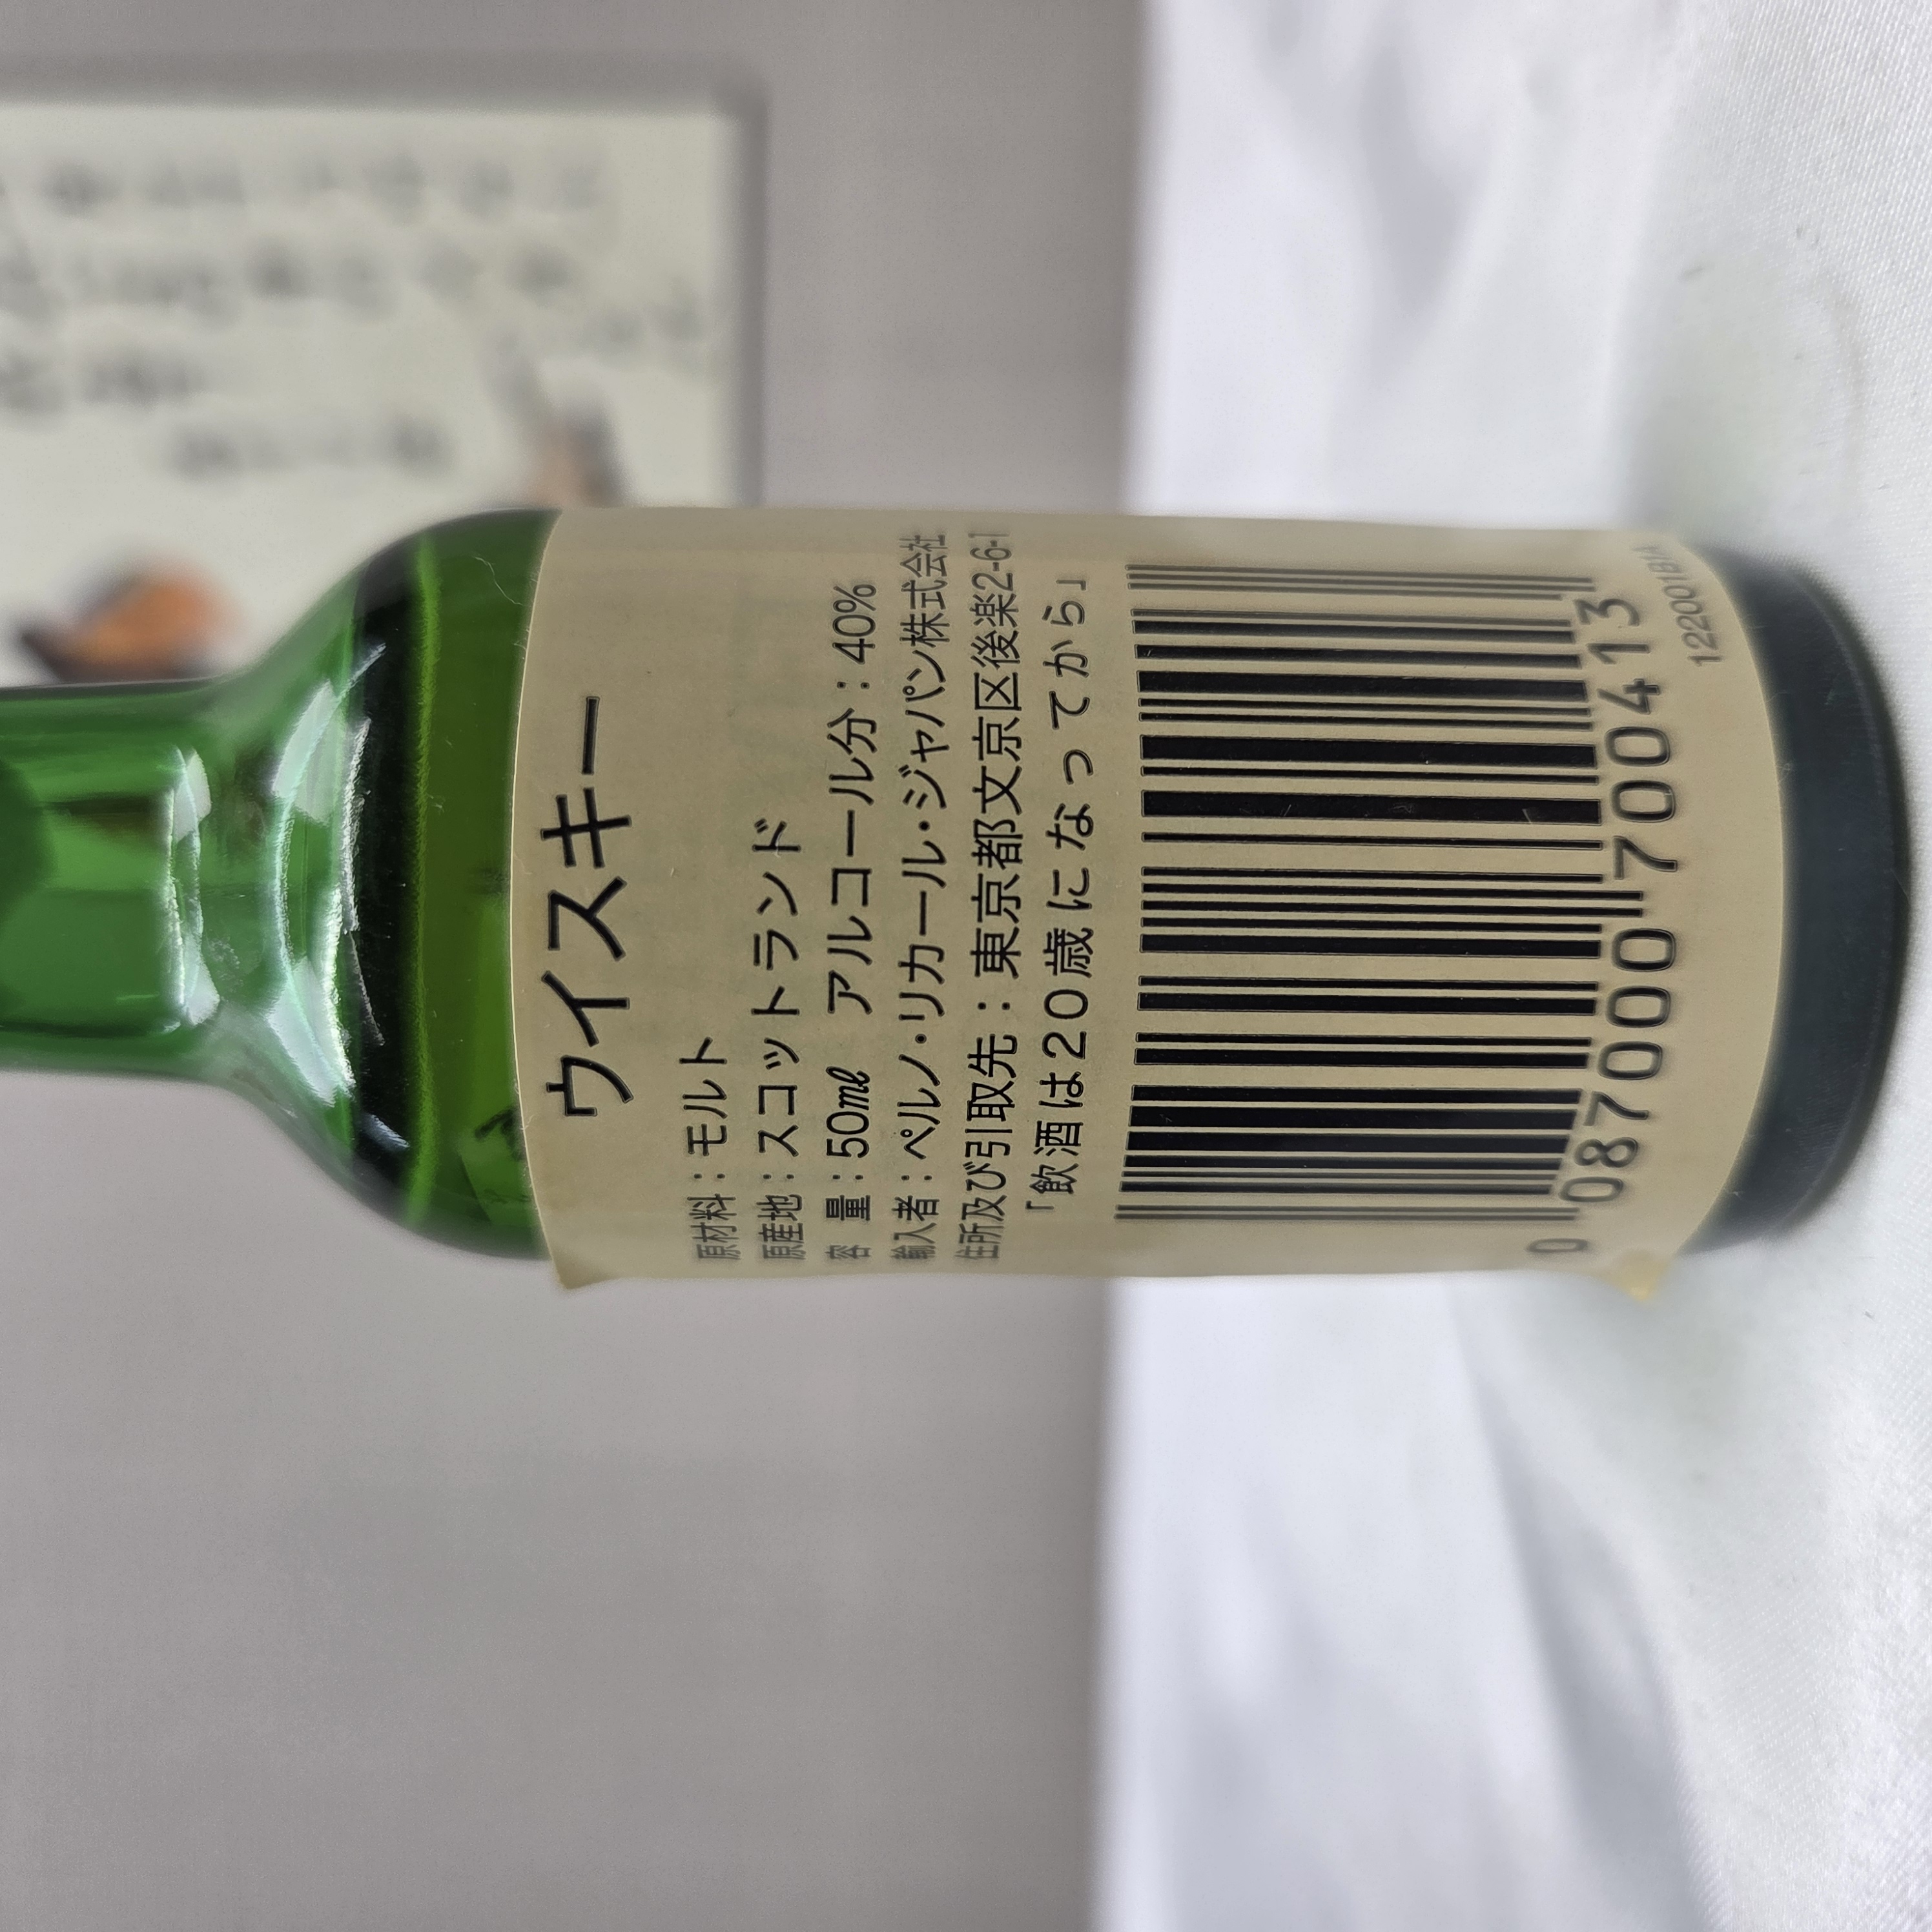 ウイスキー
原材料：モルト
原産地：スコットランド
容　量：50㎖　アルコール分：40%
輸入者：ペルノ・リカール・ジャパン株式会社
住所及び引取先：東京都文京区後楽2-6-1
「飲酒は20歳になってから」
0 087000 700413
122001BIA